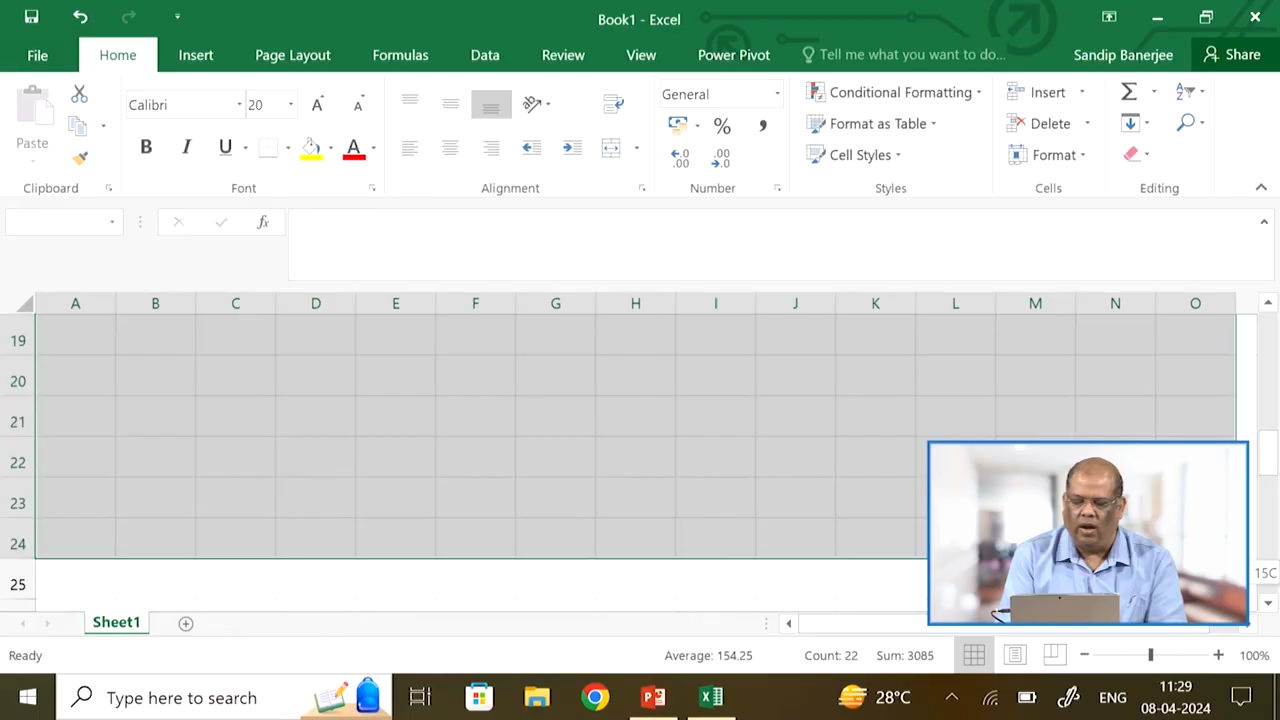 Book1 - Excel
File Home Insert Page Layout Formulas Data Review View Power Pivot Tell me what you want to do... Sandip Banerjee Share
Calibri 20 General Conditional Formatting Insert
Format as Table Delete
Paste B I U A % , Cell Styles Format
Clipboard Font Alignment Number Styles Cells Editing
fx
A B C D E F G H I J K L M N O
19
20
21
22
23
24
25 15C
Sheet1
Ready Average: 154.25 Count: 22 Sum: 3085 100%
Type here to search 28°C ENG 11:29
08-04-2024